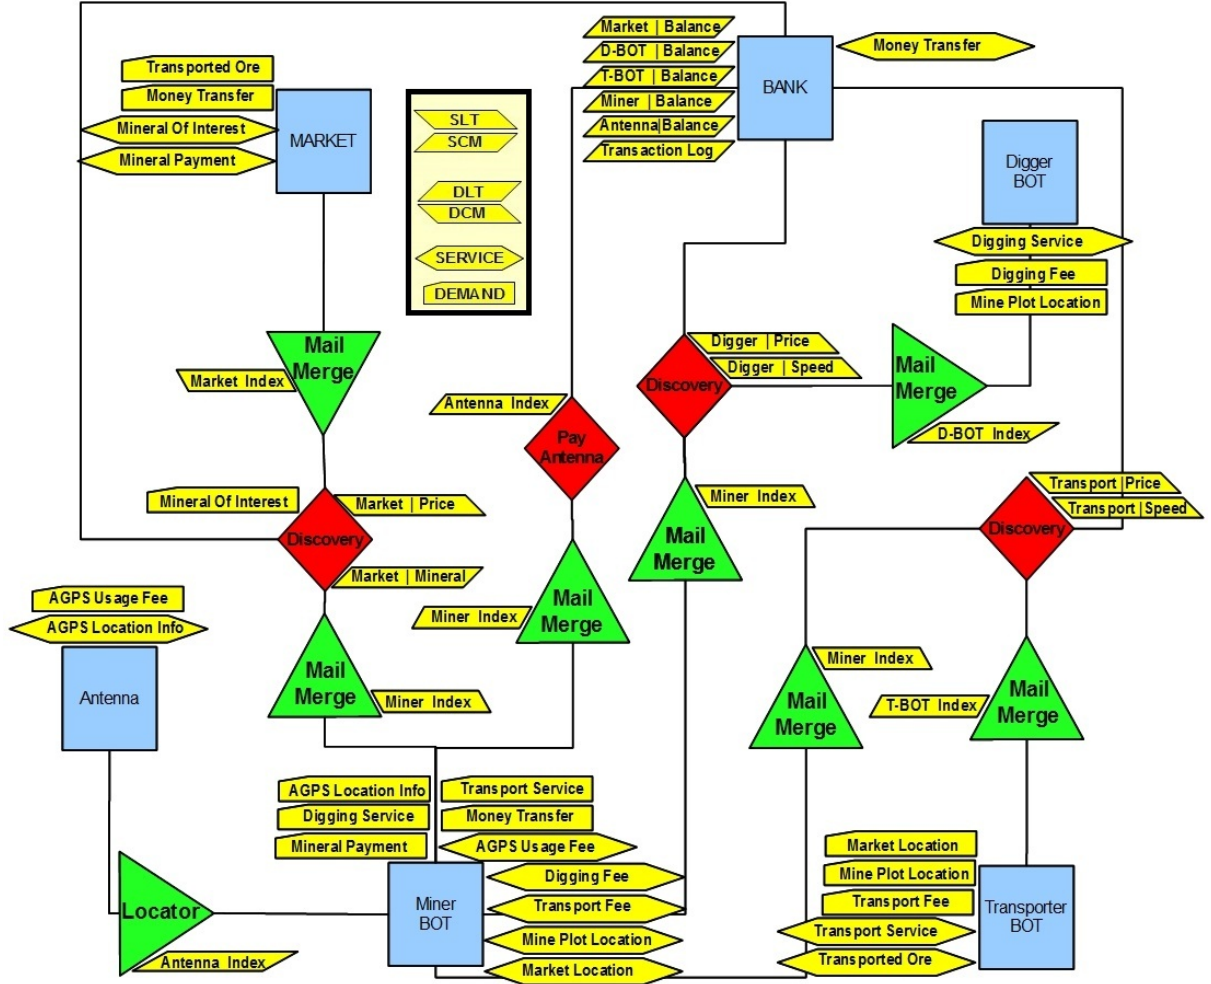 Market | Balance
D-BOT | Balance
T-BOT | Balance
Miner | Balance
Antenna|Balance
Transaction Log
BANK
Money Transfer
Transported Ore
Money Transfer
Mineral Of Interest
Mineral Payment
MARKET
SLT
SCM
DLT
DCM
SERVICE
DEMAND
Digger
BOT
Digging Service
Digging Fee
Mine Plot Location
Mail
Merge
Market Index
Antenna Index
Pay
Antenna
Discovery
Digger | Price
Digger | Speed
Mail
Merge
D-BOT Index
Mineral Of Interest
Market | Price
Discovery
Market | Mineral
Miner Index
Mail
Merge
Transport |Price
Transport |Speed
Discovery
AGPS Usage Fee
AGPS Location Info
Antenna
Mail
Merge
Miner Index
Miner Index
Mail
Merge
Miner Index
Mail
Merge
T-BOT Index
Mail
Merge
AGPS Location Info
Digging Service
Mineral Payment
Transport Service
Money Transfer
AGPS Usage Fee
Digging Fee
Transport Fee
Mine Plot Location
Market Location
Miner
BOT
Locator
Antenna Index
Market Location
Mine Plot Location
Transport Fee
Transport Service
Transported Ore
Transporter
BOT